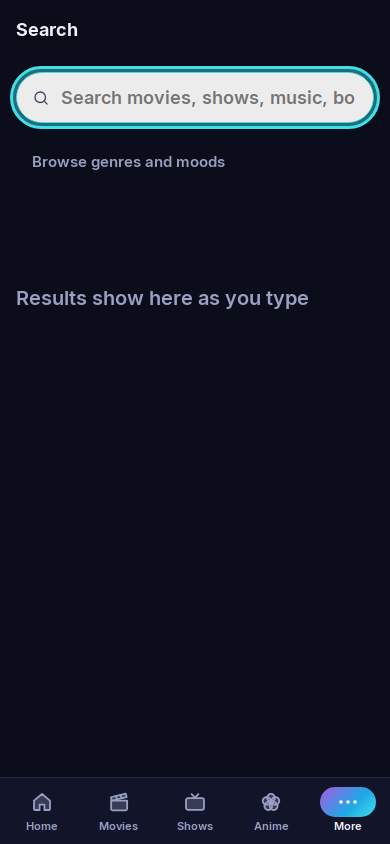 Search
Search movies, shows, music, bo
Browse genres and moods
Results show here as you type
Home
Movies
Shows
Anime
More